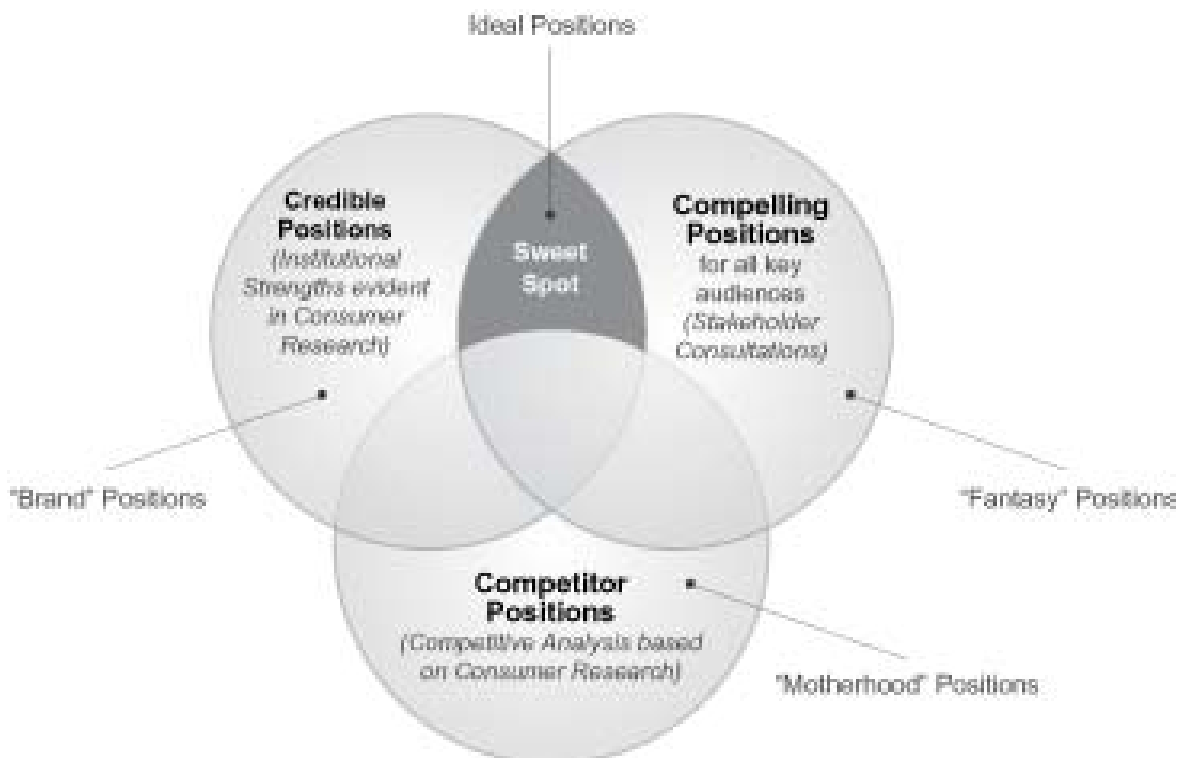 Ideal Positions
Credible
Positions
(Institutional
Strengths evident
in Consumer
Research)
Sweet
Spot
Compelling
Positions
for all key
audiences
(Stakeholder
Consultations)
"Brand" Positions
"Fantasy" Positions
Competitor
Positions
(Competitive Analysis based
on Consumer Research)
"Motherhood" Positions